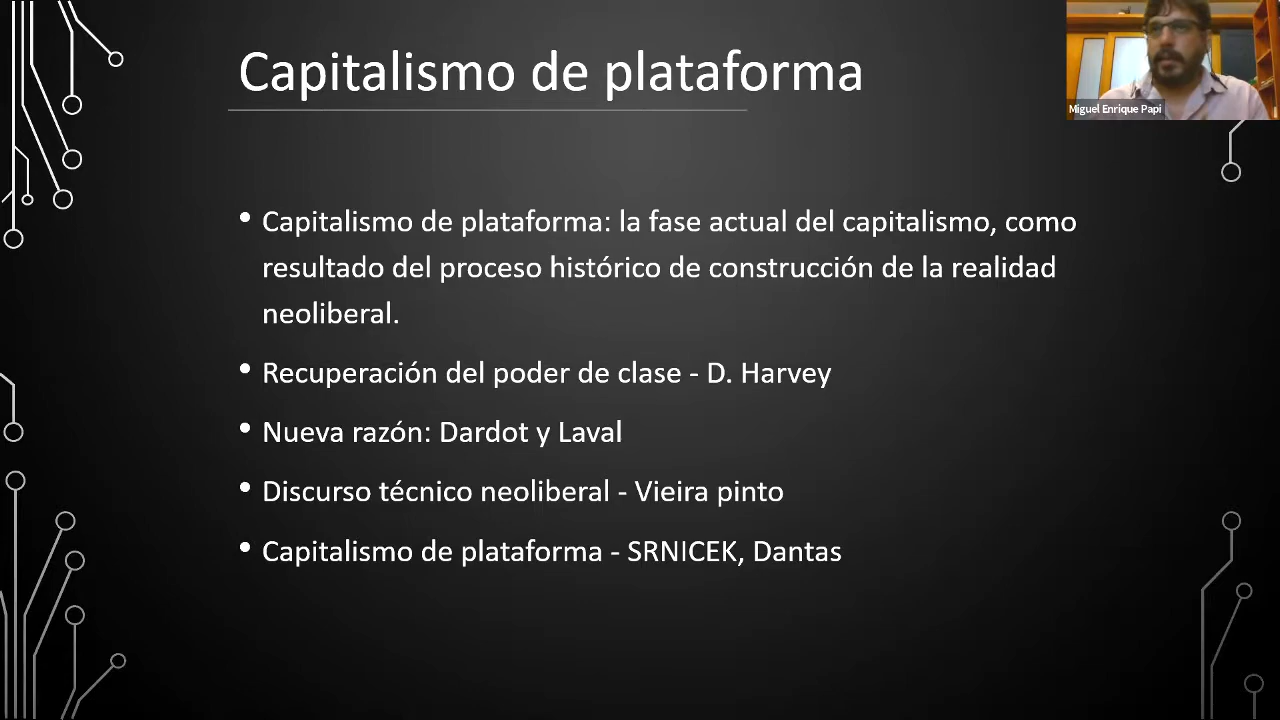 Capitalismo de plataforma
Miguel Enrique Papi
• Capitalismo de plataforma: la fase actual del capitalismo, como
resultado del proceso histórico de construcción de la realidad
neoliberal.
• Recuperación del poder de clase - D. Harvey
• Nueva razón: Dardot y Laval
• Discurso técnico neoliberal - Vieira pinto
• Capitalismo de plataforma - SRNICEK, Dantas